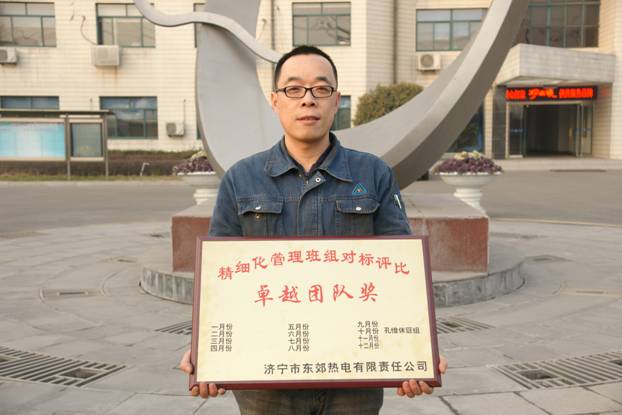 精细化管理班组对标评比
卓越团队奖
一月份 五月份 九月份
二月份 六月份 十月份 孔维体班组
三月份 七月份 十一月份
四月份 八月份 十二月份
济宁市东郊热电有限责任公司